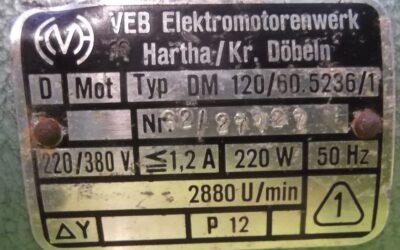 VEB Elektromotorenwerk
Hartha/Kr. Döbeln
D Mot Typ DM 120/60.5236/1
Nr.
220/380 V. ≦1,2 A 220 W 50 Hz
2880 U/min
△Y P 12 1